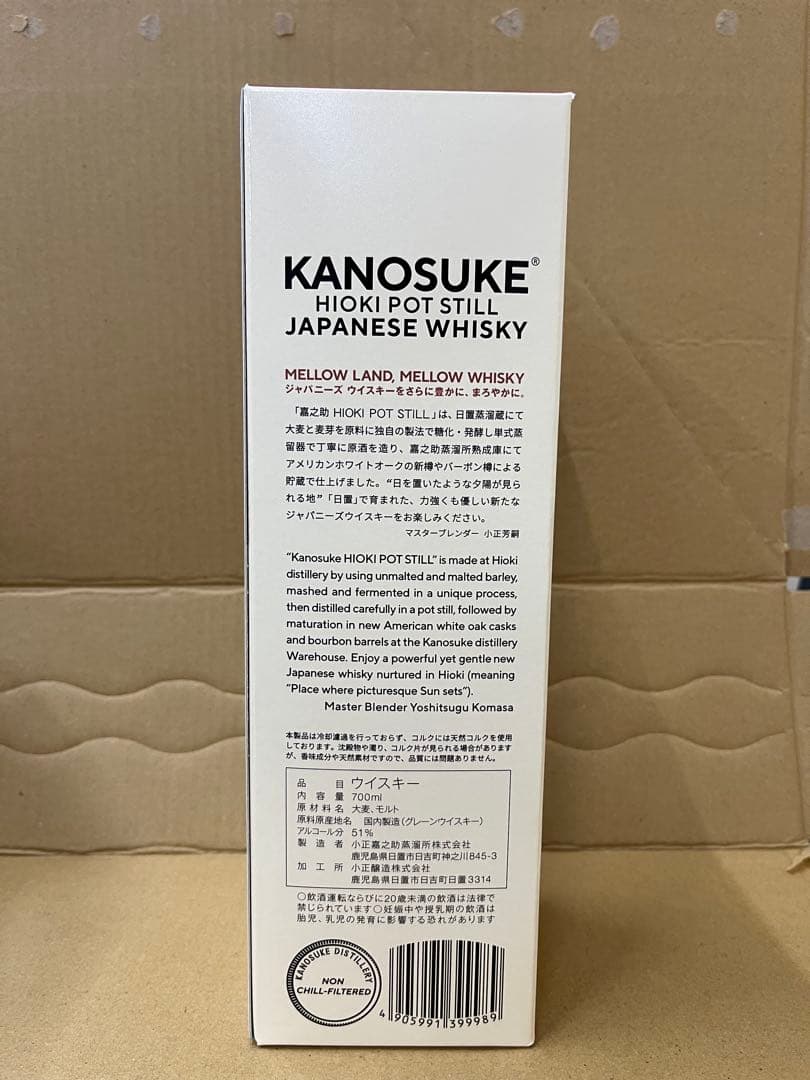 KANOSUKE®
HIOKI POT STILL
JAPANESE WHISKY
MELLOW LAND, MELLOW WHISKY
ジャパニーズ ウイスキーをさらに豊かに、まろやかに。
「嘉之助 HIOKI POT STILL」は、日置蒸溜蔵にて
大麦と麦芽を原料に独自の製法で糖化・発酵し単式蒸
留器で丁寧に原酒を造り、嘉之助蒸溜所熟成庫にて
アメリカンホワイトオークの新樽やバーボン樽による
貯蔵で仕上げました。“日を置いたような夕陽が見ら
れる地”「日置」で育まれた、力強くも優しい新たな
ジャパニーズウイスキーをお楽しみください。
マスターブレンダー 小正芳嗣
“Kanosuke HIOKI POT STILL” is made at Hioki
distillery by using unmalted and malted barley,
mashed and fermented in a unique process,
then distilled carefully in a pot still, followed by
maturation in new American white oak casks
and bourbon barrels at the Kanosuke distillery
Warehouse. Enjoy a powerful yet gentle new
Japanese whisky nurtured in Hioki (meaning
“Place where picturesque Sun sets”).
Master Blender Yoshitsugu Komasa
本製品は冷却濾過を行っておらず、コルクには天然コルクを使用
しております。沈殿物や濁り、コルク片が見られる場合があります
が、香味成分や天然素材ですので、品質には問題ありません。
品目 ウイスキー
内容量 700ml
原材料名 大麦、モルト
原料原産地名 国内製造(グレーンウイスキー)
アルコール分 51%
製造者 小正嘉之助蒸溜所株式会社
鹿児島県日置市日吉町神之川845-3
加工所 小正醸造株式会社
鹿児島県日置市日吉町日置3314
○飲酒運転ならびに20歳未満の飲酒は法律で
禁じられています○妊娠中や授乳期の飲酒は
胎児、乳児の発育に影響する恐れがあります
KANOSUKE DISTILLERY
NON
CHILL-FILTERED
4 905991 399989